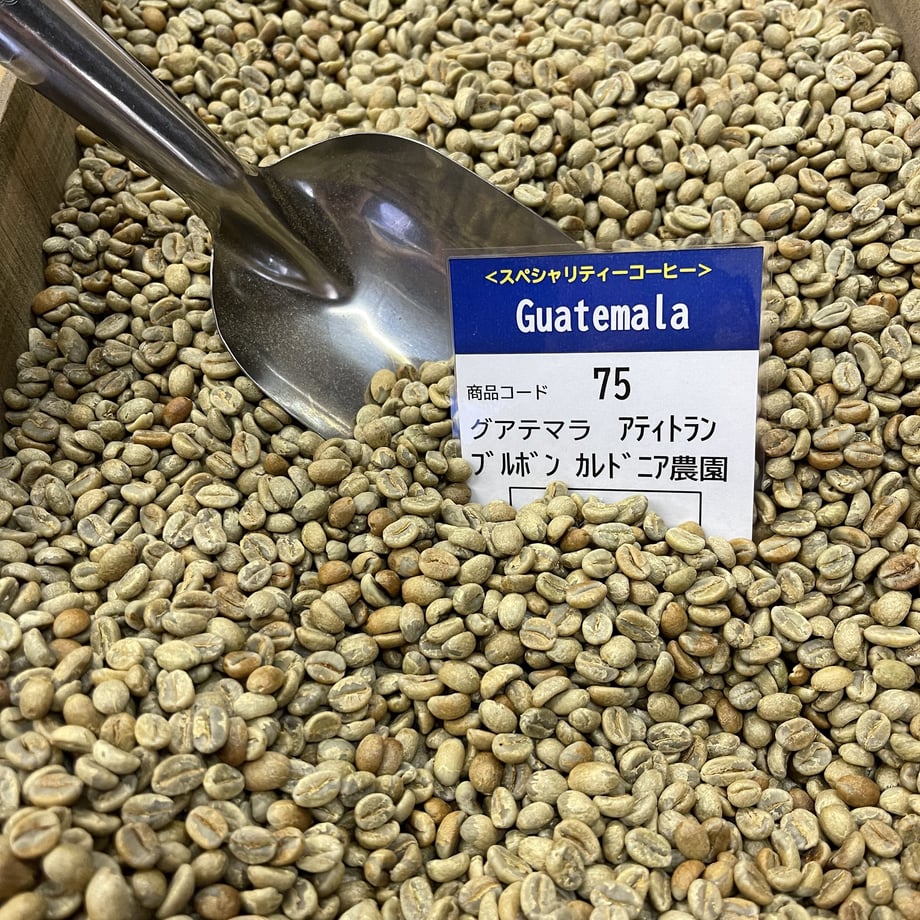 <スペシャリティーコーヒー>
Guatemala
商品コード 75
グアテマラ アティトラン
ブルボン カレドニア農園